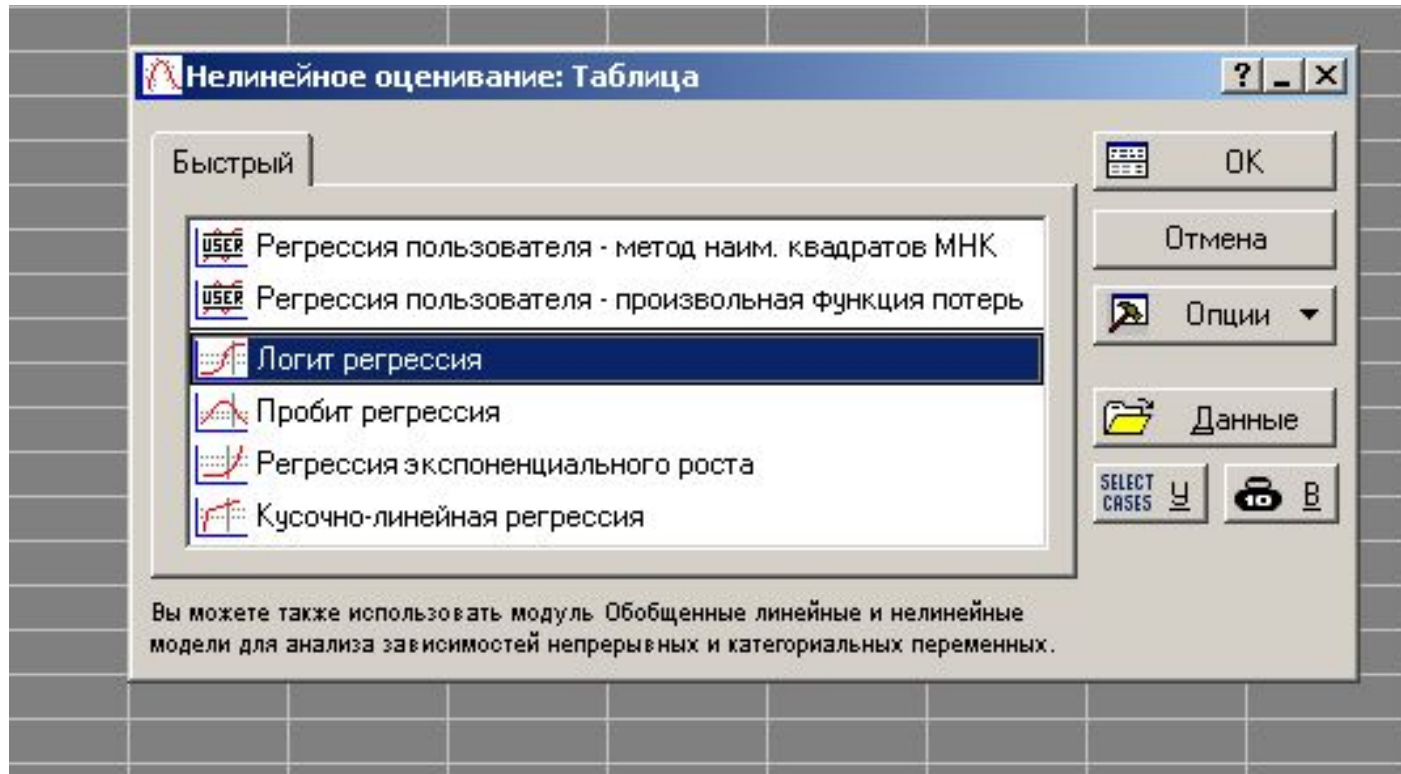 Нелинейное оценивание: Таблица
Быстрый
USER Регрессия пользователя - метод наим. квадратов МНК
USER Регрессия пользователя - произвольная функция потерь
Логит регрессия
Пробит регрессия
Регрессия экспоненциального роста
Кусочно-линейная регрессия
OK
Отмена
Опции
Данные
SELECT
CASES У
10 В
Вы можете также использовать модуль Обобщенные линейные и нелинейные
модели для анализа зависимостей непрерывных и категориальных переменных.